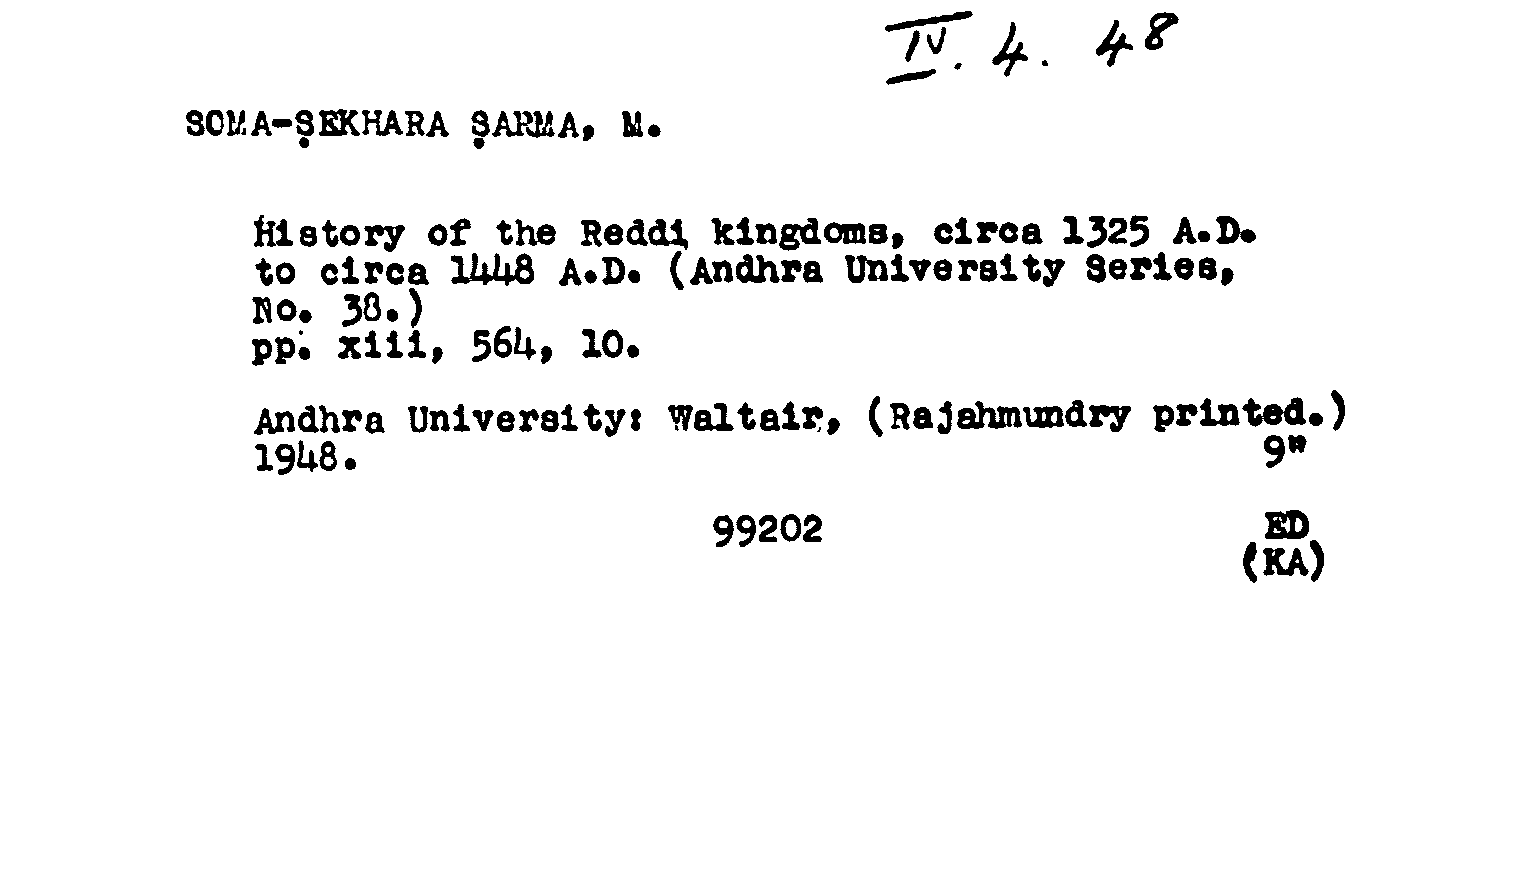 IV. 4. 48
SOMA-ṢEKHARA ṢARMA, M.
History of the Reddi kingdoms, circa 1325 A.D.
to circa 1448 A.D. (Andhra University Series,
No. 38.)
pp. xiii, 564, 10.
Andhra University: Waltair, (Rajahmundry printed.)
1948. 9"
99202 ED
(KA)